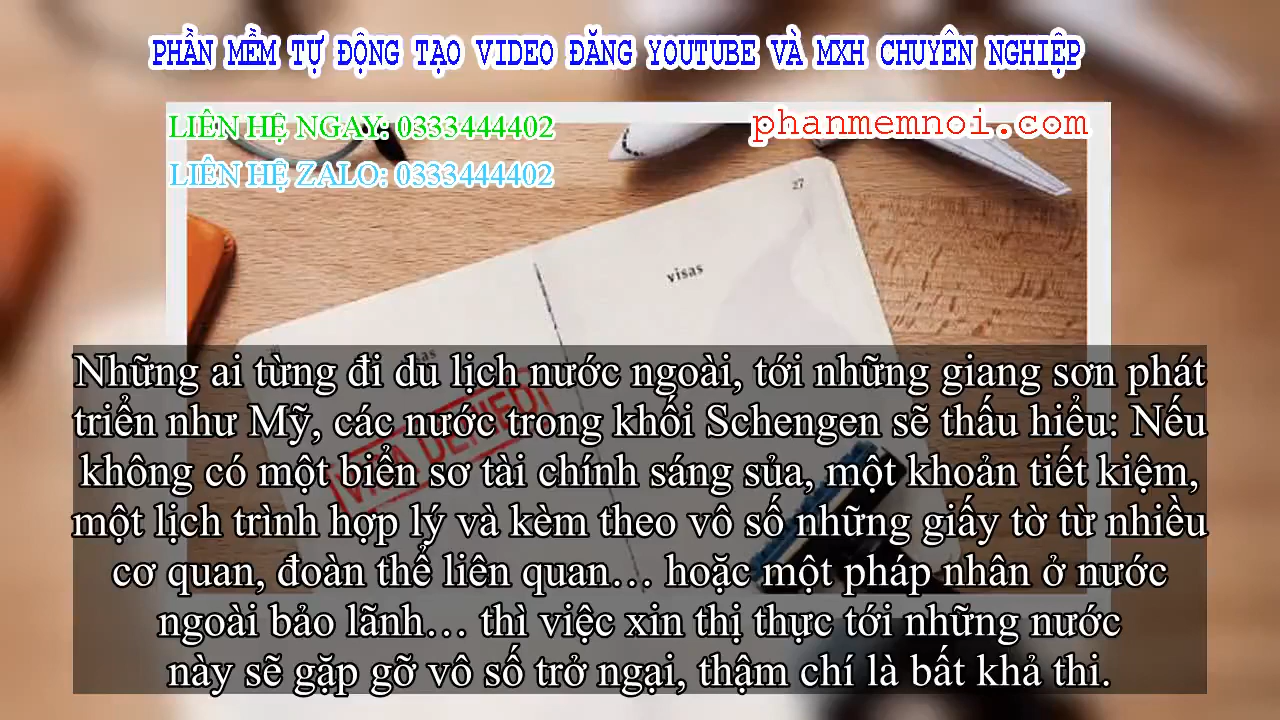 PHẦN MỀM TỰ ĐỘNG TẠO VIDEO ĐĂNG YOUTUBE VÀ MXH CHUYÊN NGHIỆP
LIÊN HỆ NGAY: 0333444402
phanmemnoi.com
LIÊN HỆ ZALO: 0333444402
27
visas
VISA DENIED
Những ai từng đi du lịch nước ngoài, tới những giang sơn phát
triển như Mỹ, các nước trong khối Schengen sẽ thấu hiểu: Nếu
không có một biển sơ tài chính sáng sủa, một khoản tiết kiệm,
một lịch trình hợp lý và kèm theo vô số những giấy tờ từ nhiều
cơ quan, đoàn thể liên quan… hoặc một pháp nhân ở nước
ngoài bảo lãnh… thì việc xin thị thực tới những nước
này sẽ gặp gỡ vô số trở ngại, thậm chí là bất khả thi.